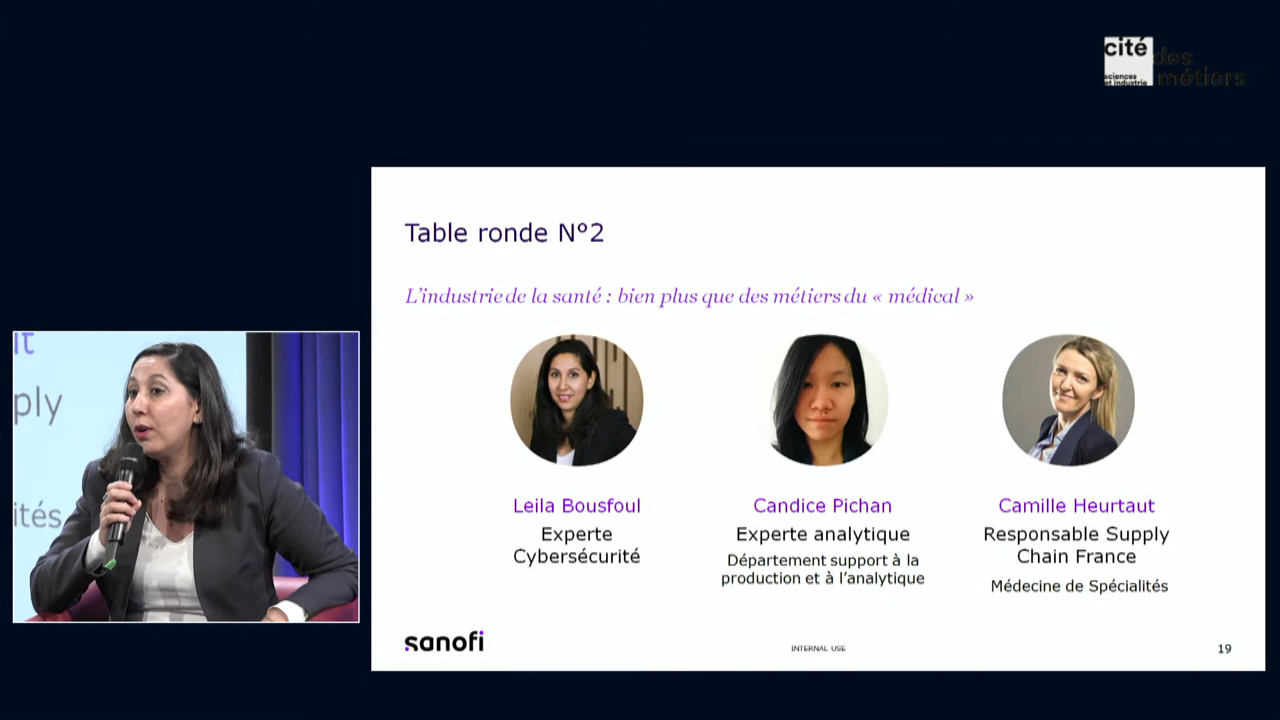 cité
des
métiers
sciences
et industrie
Table ronde N°2
L'industrie de la santé : bien plus que des métiers du « médical »
ply
ités
Leila Bousfoul
Experte
Cybersécurité
Candice Pichan
Experte analytique
Département support à la
production et à l'analytique
Camille Heurtaut
Responsable Supply
Chain France
Médecine de Spécialités
sanofi
INTERNAL USE
19